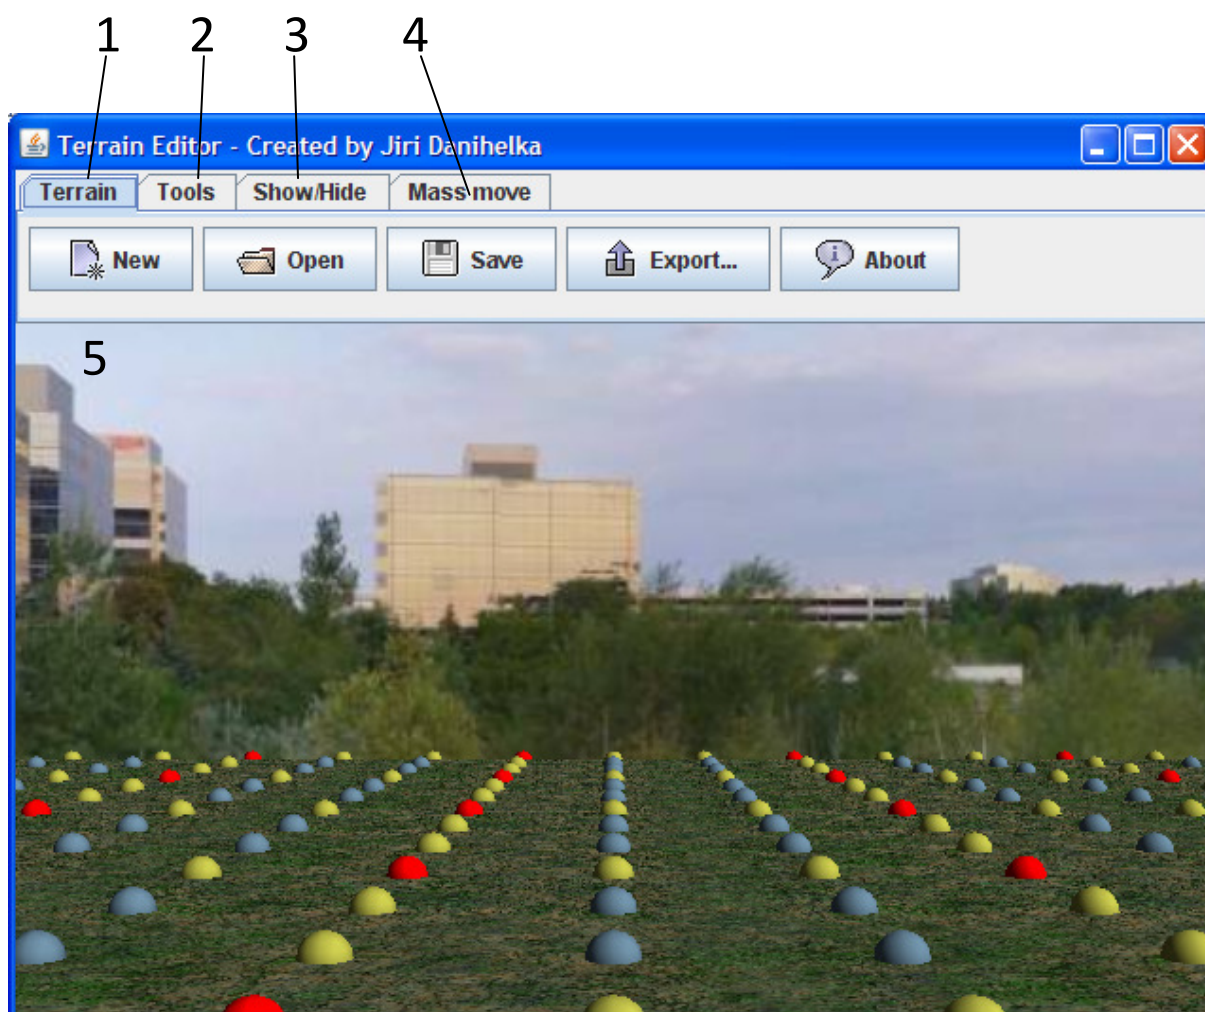 1 2 3 4
Terrain Editor - Created by Jiri Danihelka
Terrain Tools Show/Hide Mass move
New Open Save Export... About
5